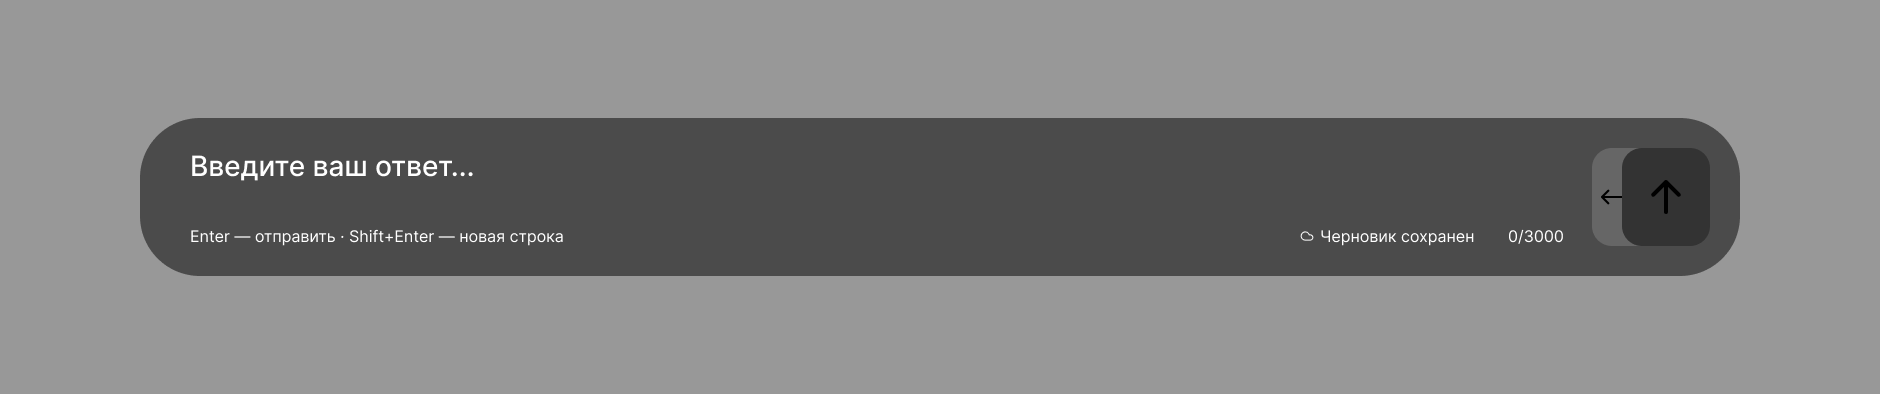 Введите ваш ответ...
Enter — отправить · Shift+Enter — новая строка
Черновик сохранен
0/3000